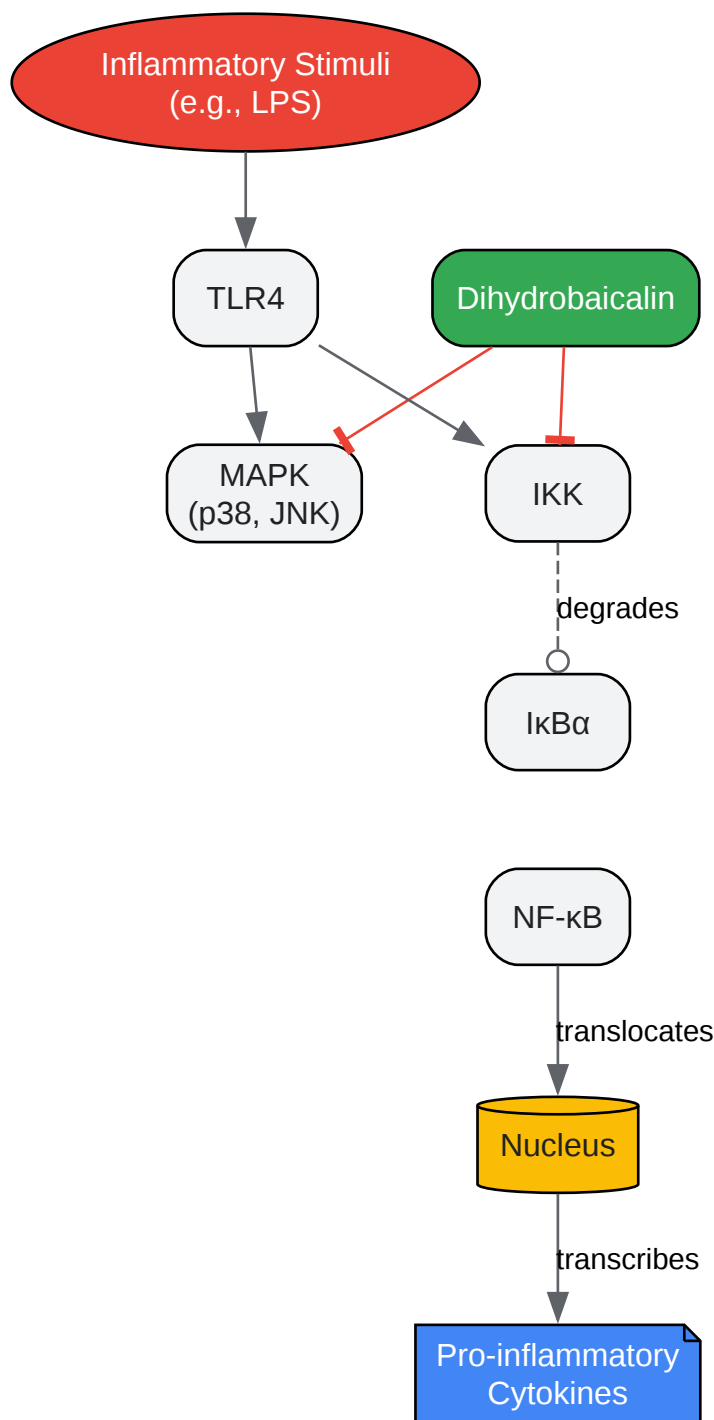 Inflammatory Stimuli
(e.g., LPS)
TLR4
Dihydrobaicalin
MAPK
(p38, JNK)
IKK
degrades
IκBα
NF-κB
translocates
Nucleus
transcribes
Pro-inflammatory
Cytokines